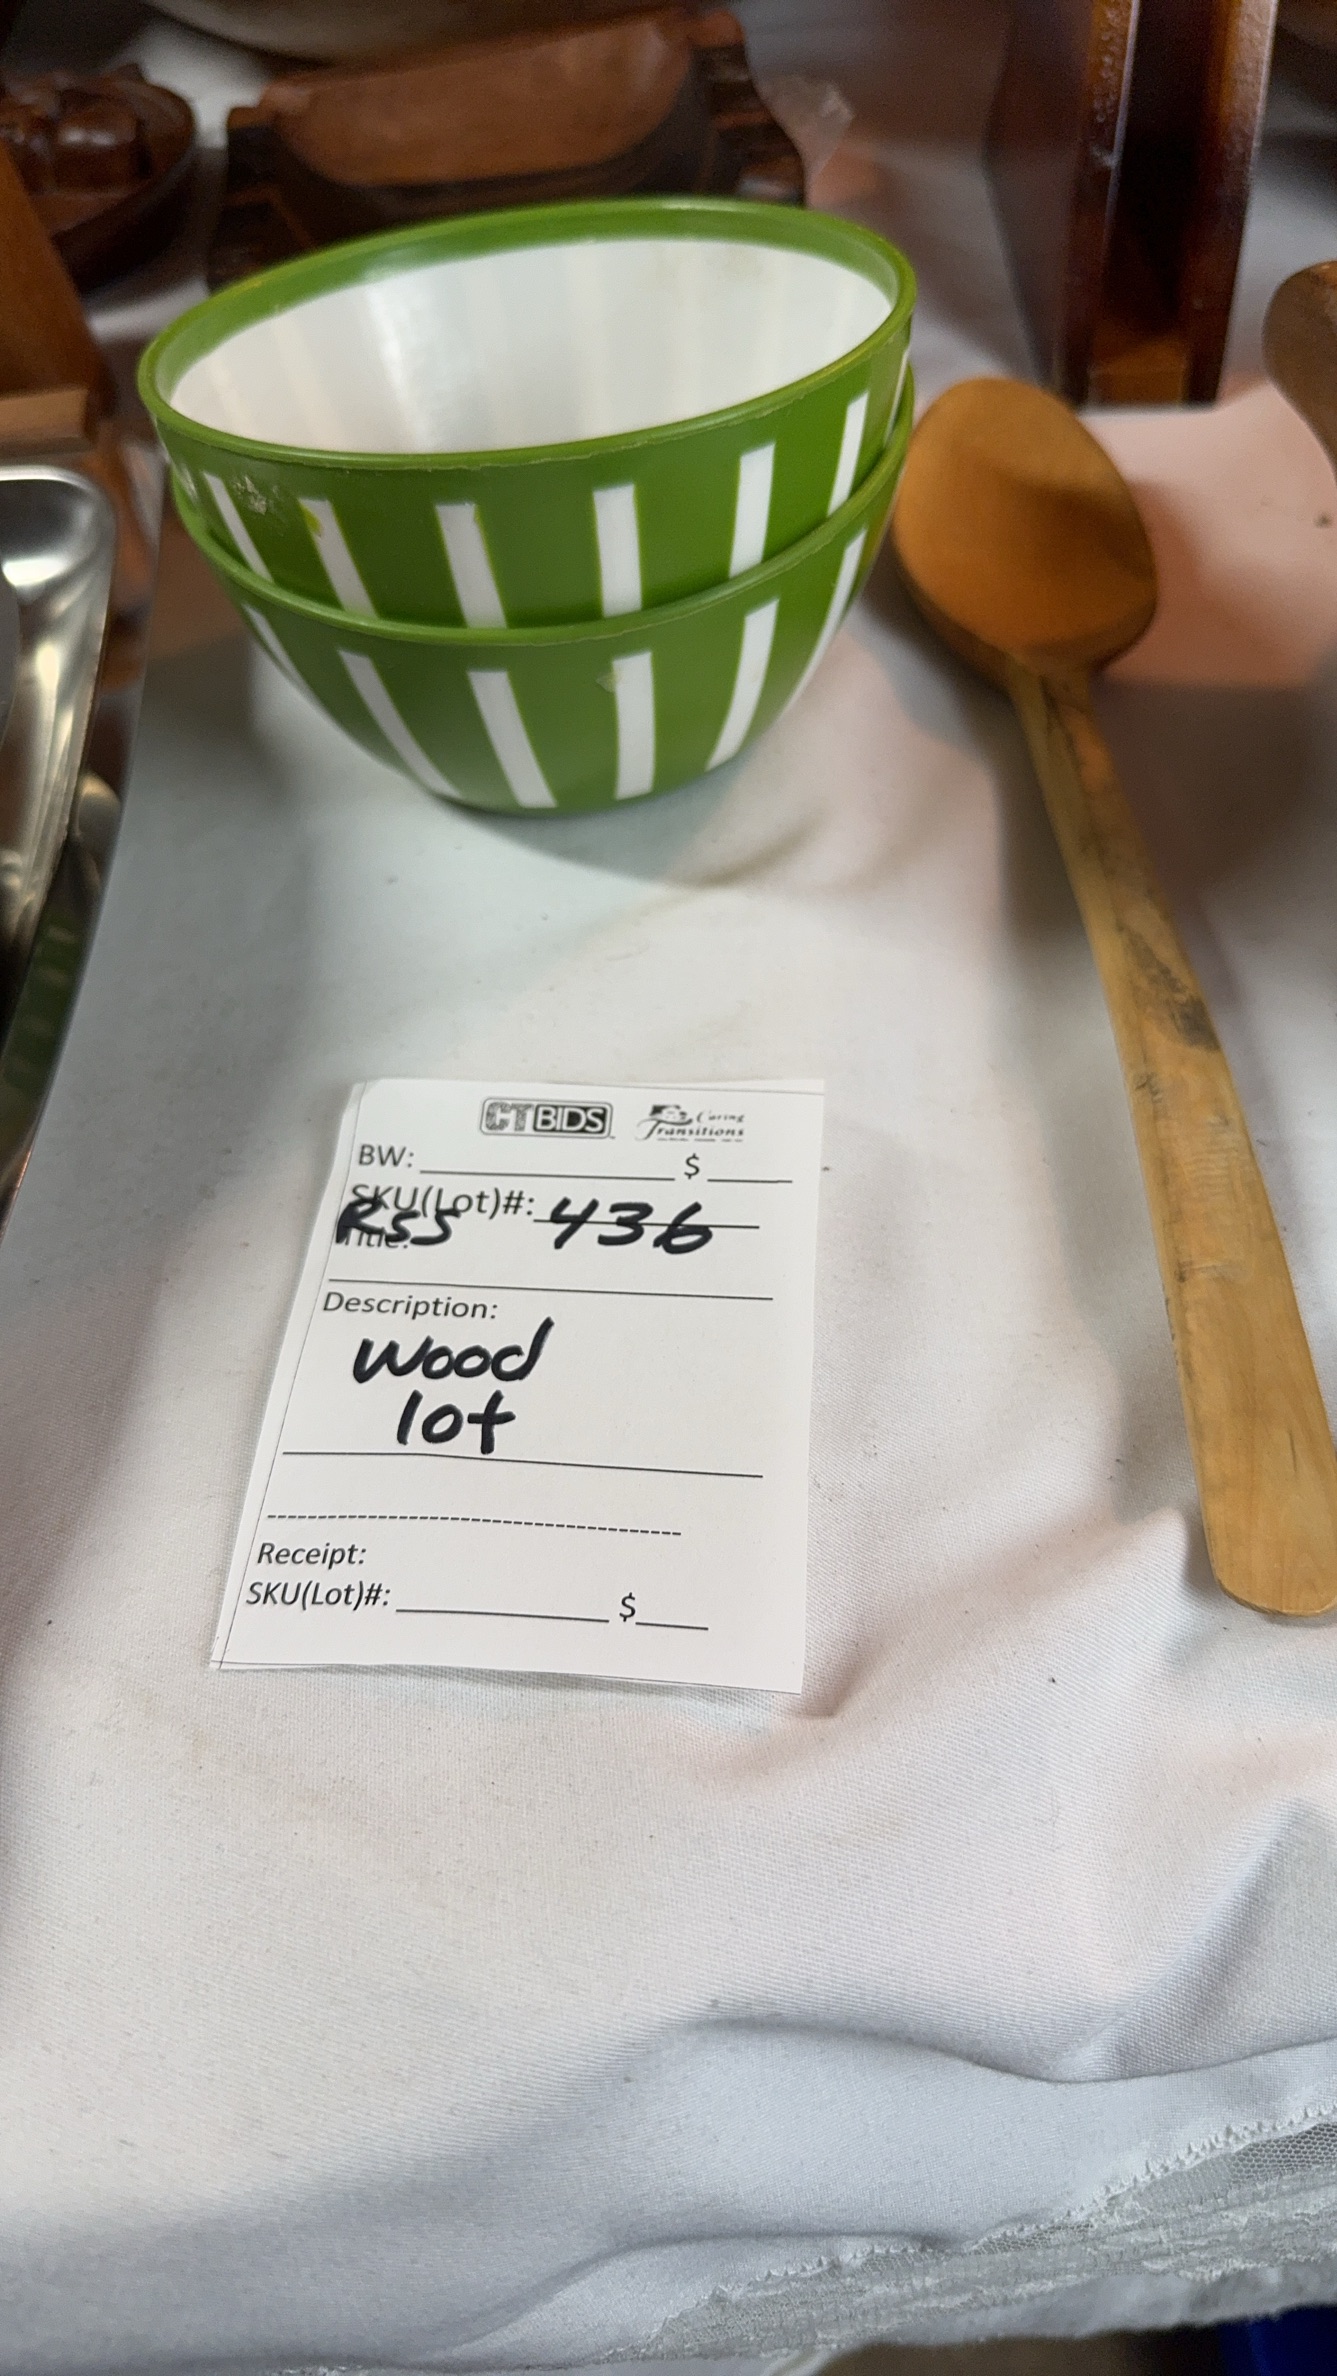 CTBIDS Caring Transitions
BW: $
SKU(Lot)#: 436
RSS
Title:
Description:
Wood
lot
Receipt:
SKU(Lot)#: $